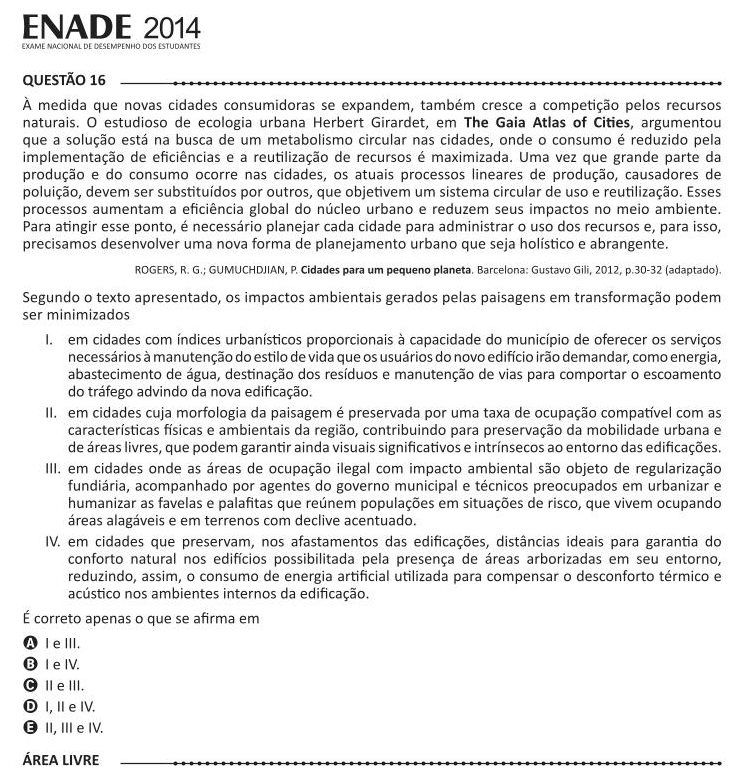 ENADE 2014
EXAME NACIONAL DE DESEMPENHO DOS ESTUDANTES
QUESTÃO 16
À medida que novas cidades consumidoras se expandem, também cresce a competição pelos recursos
naturais. O estudioso de ecologia urbana Herbert Girardet, em The Gaia Atlas of Cities, argumentou
que a solução está na busca de um metabolismo circular nas cidades, onde o consumo é reduzido pela
implementação de eficiências e a reutilização de recursos é maximizada. Uma vez que grande parte da
produção e do consumo ocorre nas cidades, os atuais processos lineares de produção, causadores de
poluição, devem ser substituídos por outros, que objetivem um sistema circular de uso e reutilização. Esses
processos aumentam a eficiência global do núcleo urbano e reduzem seus impactos no meio ambiente.
Para atingir esse ponto, é necessário planejar cada cidade para administrar o uso dos recursos e, para isso,
precisamos desenvolver uma nova forma de planejamento urbano que seja holístico e abrangente.
ROGERS, R. G.; GUMUCHDJIAN, P. Cidades para um pequeno planeta. Barcelona: Gustavo Gili, 2012, p.30-32 (adaptado).
Segundo o texto apresentado, os impactos ambientais gerados pelas paisagens em transformação podem
ser minimizados
I. em cidades com índices urbanísticos proporcionais à capacidade do município de oferecer os serviços
necessários à manutenção do estilo de vida que os usuários do novo edifício irão demandar, como energia,
abastecimento de água, destinação dos resíduos e manutenção de vias para comportar o escoamento
do tráfego advindo da nova edificação.
II. em cidades cuja morfologia da paisagem é preservada por uma taxa de ocupação compatível com as
características físicas e ambientais da região, contribuindo para preservação da mobilidade urbana e
de áreas livres, que podem garantir ainda visuais significativos e intrínsecos ao entorno das edificações.
III. em cidades onde as áreas de ocupação ilegal com impacto ambiental são objeto de regularização
fundiária, acompanhado por agentes do governo municipal e técnicos preocupados em urbanizar e
humanizar as favelas e palafitas que reúnem populações em situações de risco, que vivem ocupando
áreas alagáveis e em terrenos com declive acentuado.
IV. em cidades que preservam, nos afastamentos das edificações, distâncias ideais para garantia do
conforto natural nos edifícios possibilitada pela presença de áreas arborizadas em seu entorno,
reduzindo, assim, o consumo de energia artificial utilizada para compensar o desconforto térmico e
acústico nos ambientes internos da edificação.
É correto apenas o que se afirma em
A I e III.
B I e IV.
C II e III.
D I, II e IV.
E II, III e IV.
ÁREA LIVRE